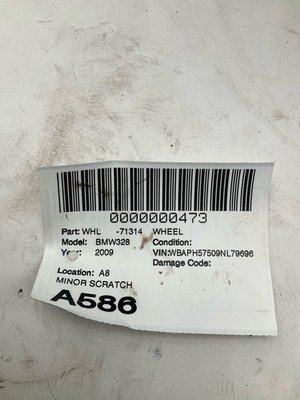 0000000473
Part: WHL -71314 WHEEL
Model: BMW328 Condition:
Year: 2009 VIN:WBAPH57509NL79696
Damage Code:
Location: A8
MINOR SCRATCH
A586